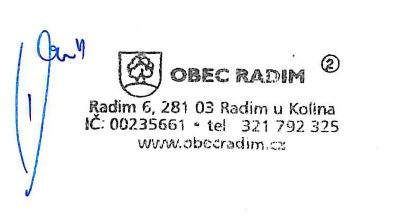 OBEC RADIM ②
Radim 6, 281 03 Radim u Kolína
IČ: 00235661 • tel 321 792 325
www.obecradim.cz